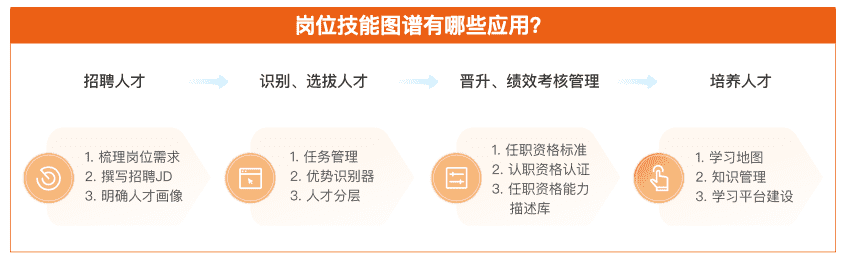 岗位技能图谱有哪些应用?
招聘人才
识别、选拔人才
晋升、绩效考核管理
培养人才
1. 梳理岗位需求
2. 撰写招聘JD
3. 明确人才画像
1. 任务管理
2. 优势识别器
3. 人才分层
1. 任职资格标准
2. 认职资格认证
3. 任职资格能力
描述库
1. 学习地图
2. 知识管理
3. 学习平台建设